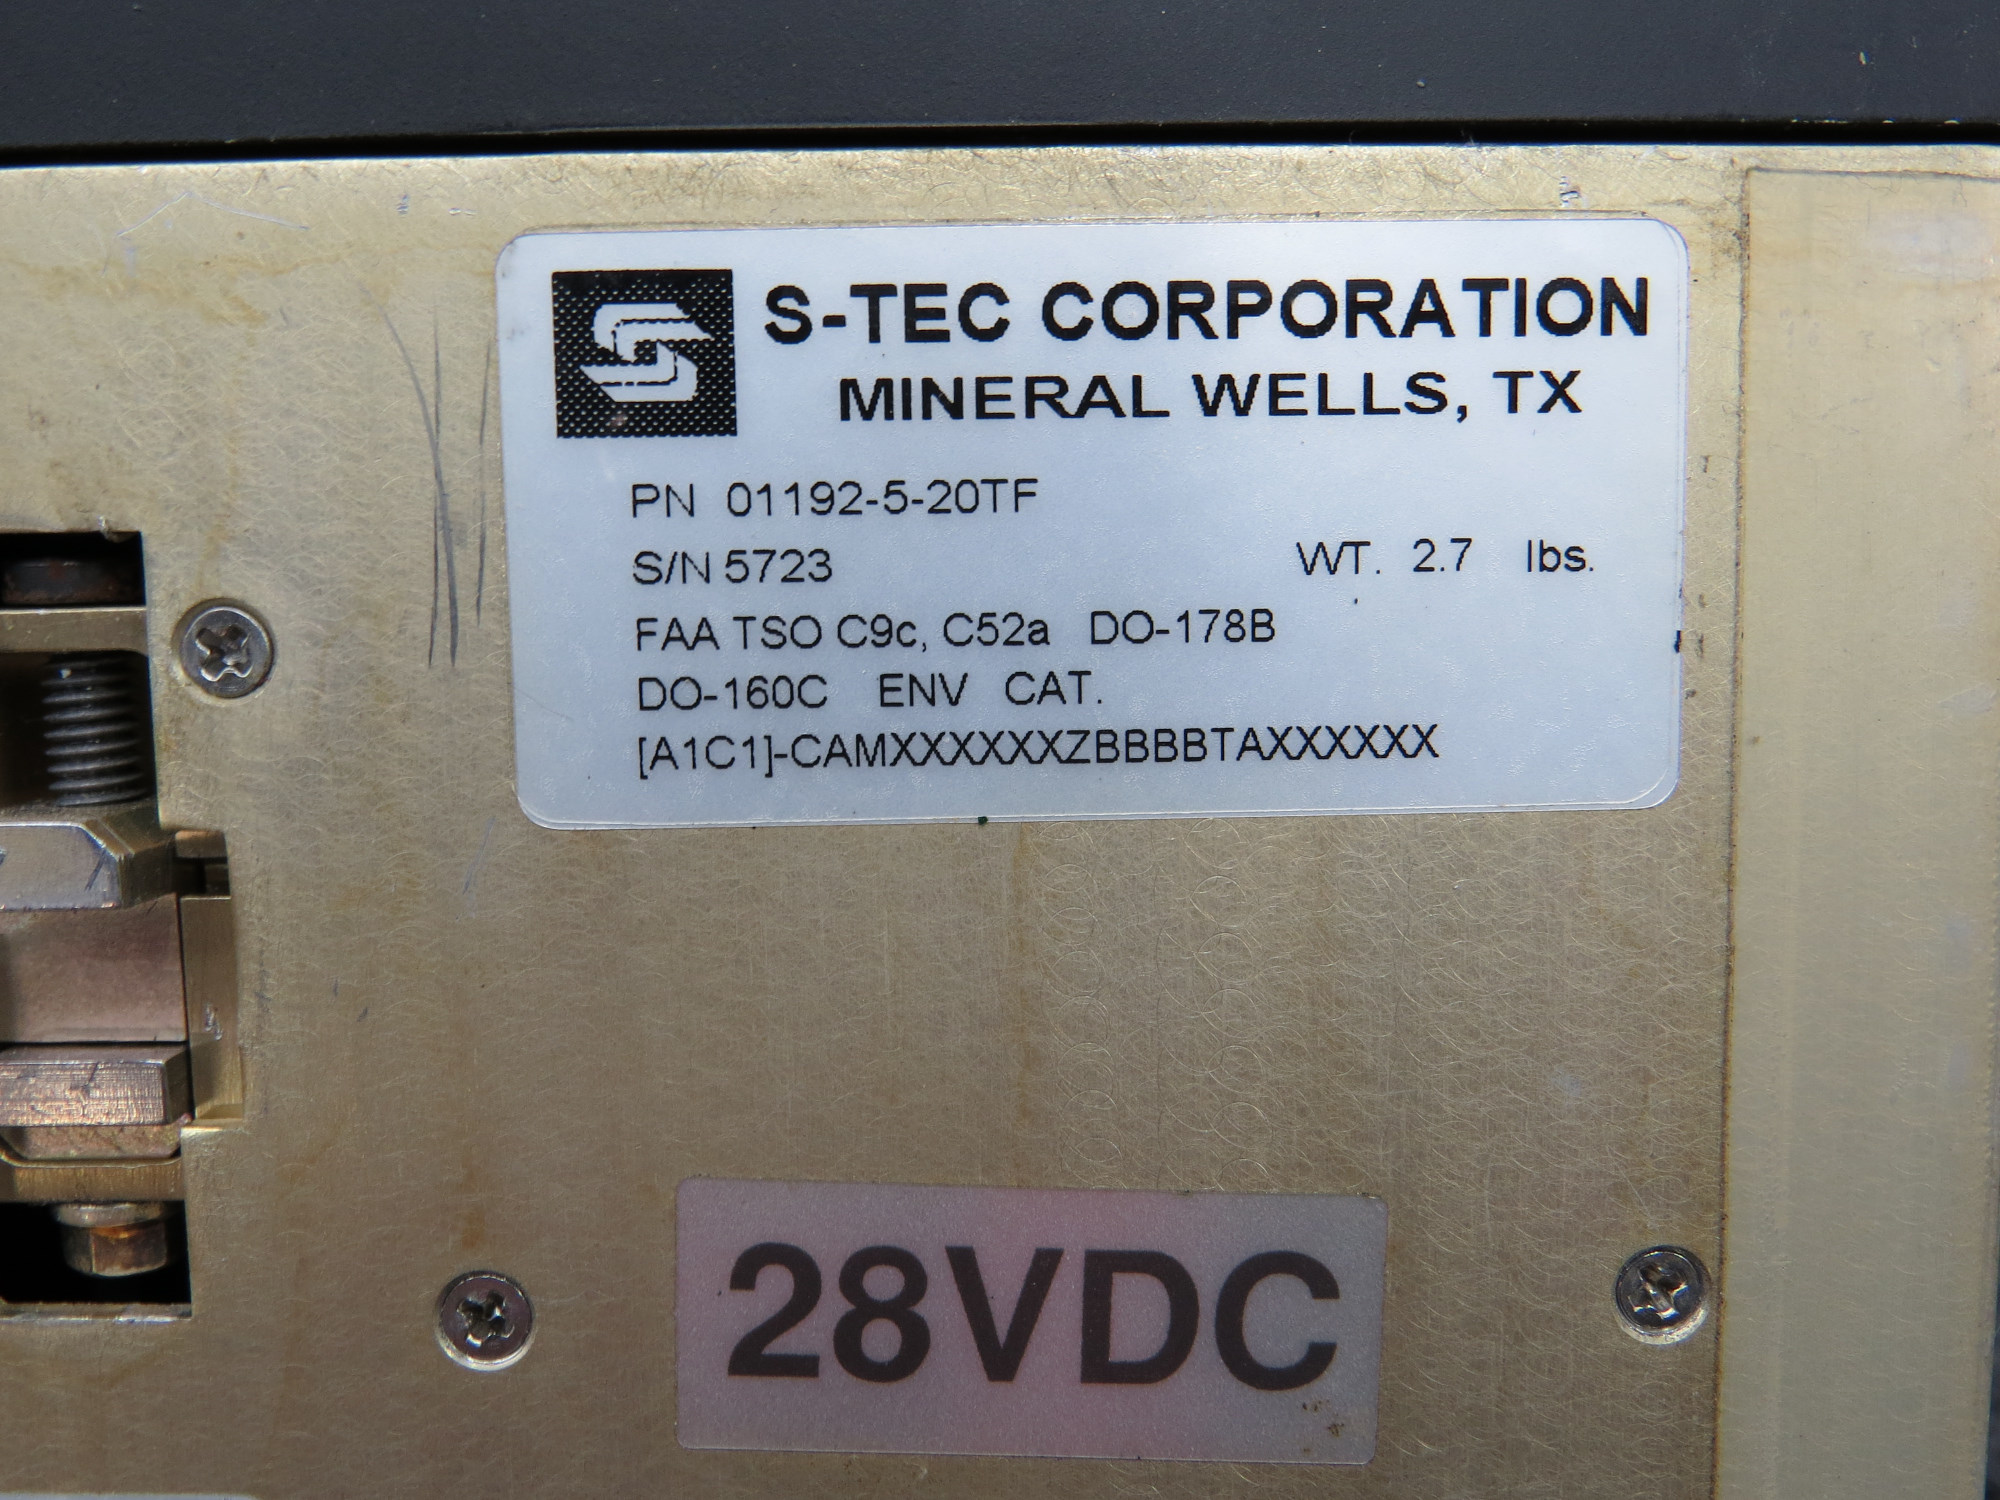 S-TEC CORPORATION
MINERAL WELLS, TX
PN 01192-5-20TF
S/N 5723 WT. 2.7 lbs.
FAA TSO C9c, C52a DO-178B
DO-160C ENV CAT.
[A1C1]-CAMXXXXXXZBBBBTAXXXXXX
28VDC